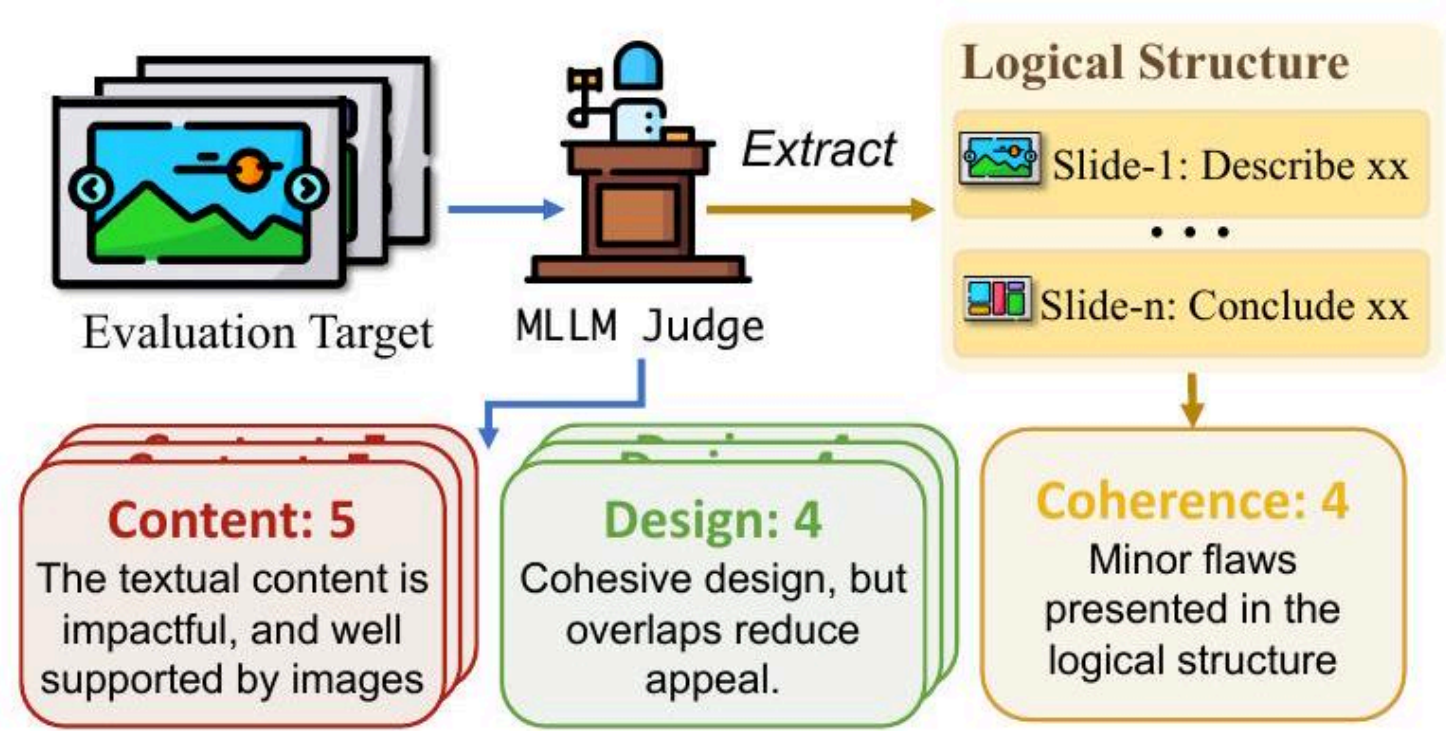 Logical Structure
Extract
Slide-1: Describe xx
...
Slide-n: Conclude xx
Evaluation Target
MLLM Judge
Content: 5
The textual content is
impactful, and well
supported by images
Design: 4
Cohesive design, but
overlaps reduce
appeal.
Coherence: 4
Minor flaws
presented in the
logical structure